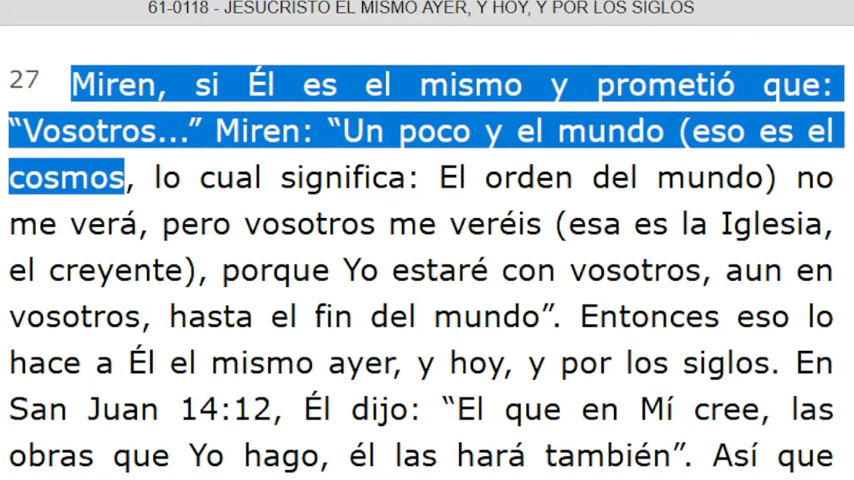 61-0118 - JESUCRISTO EL MISMO AYER, Y HOY, Y POR LOS SIGLOS
27 Miren, si Él es el mismo y prometió que:
“Vosotros...” Miren: “Un poco y el mundo (eso es el
cosmos, lo cual significa: El orden del mundo) no
me verá, pero vosotros me veréis (esa es la Iglesia,
el creyente), porque Yo estaré con vosotros, aun en
vosotros, hasta el fin del mundo”. Entonces eso lo
hace a Él el mismo ayer, y hoy, y por los siglos. En
San Juan 14:12, Él dijo: “El que en Mí cree, las
obras que Yo hago, él las hará también”. Así que